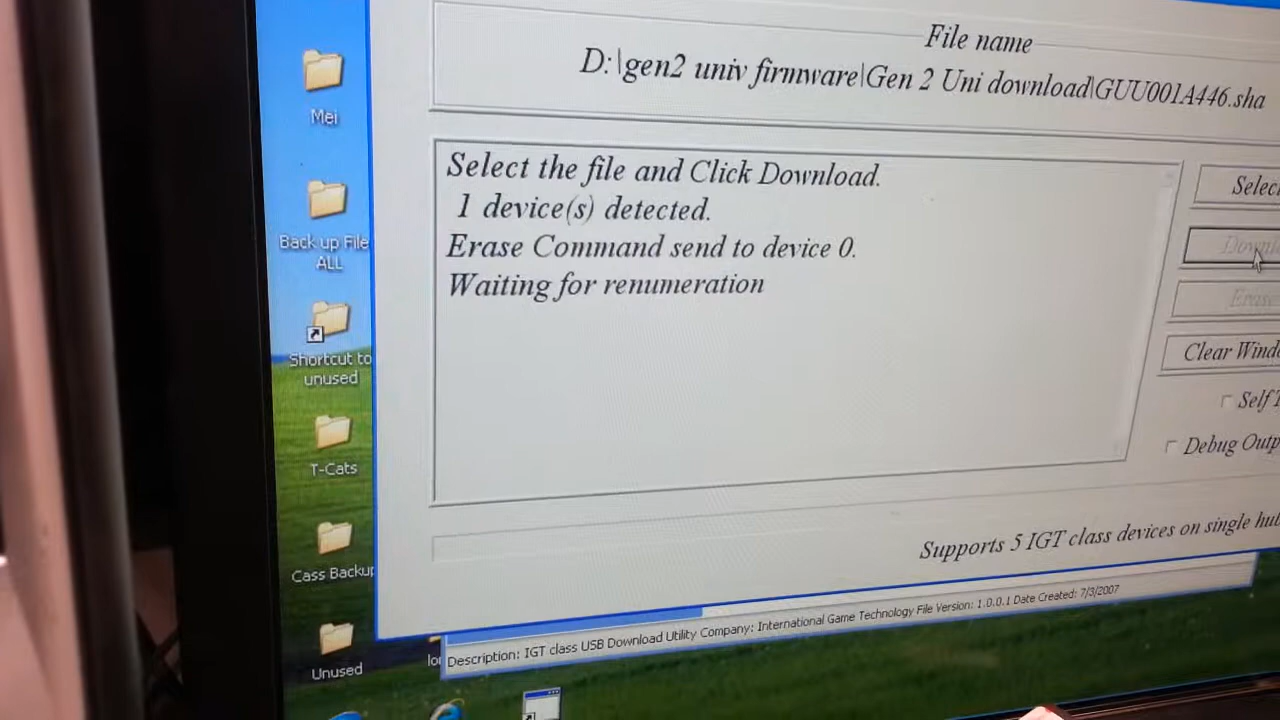 File name
D:\gen2 univ firmware\Gen 2 Uni download\GUU001A446.sha
Select the file and Click Download.
1 device(s) detected.
Erase Command send to device 0.
Waiting for renumeration
Clear
Self
Debug
Supports 5 IGT class devices on single
Description: IGT class USB Download Utility Company: International Game Technology File Version: 1.0.0.1 Date Created: 7/3/2007
Mei
Back up File
ALL
Shortcut to
unused
T-Cats
Cass Backup
Unused